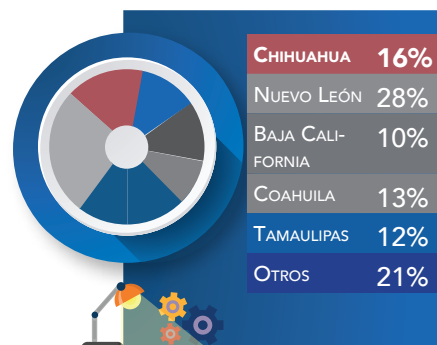 Chihuahua 16%
Nuevo León 28%
Baja Cali-
fornia 10%
Coahuila 13%
Tamaulipas 12%
Otros 21%